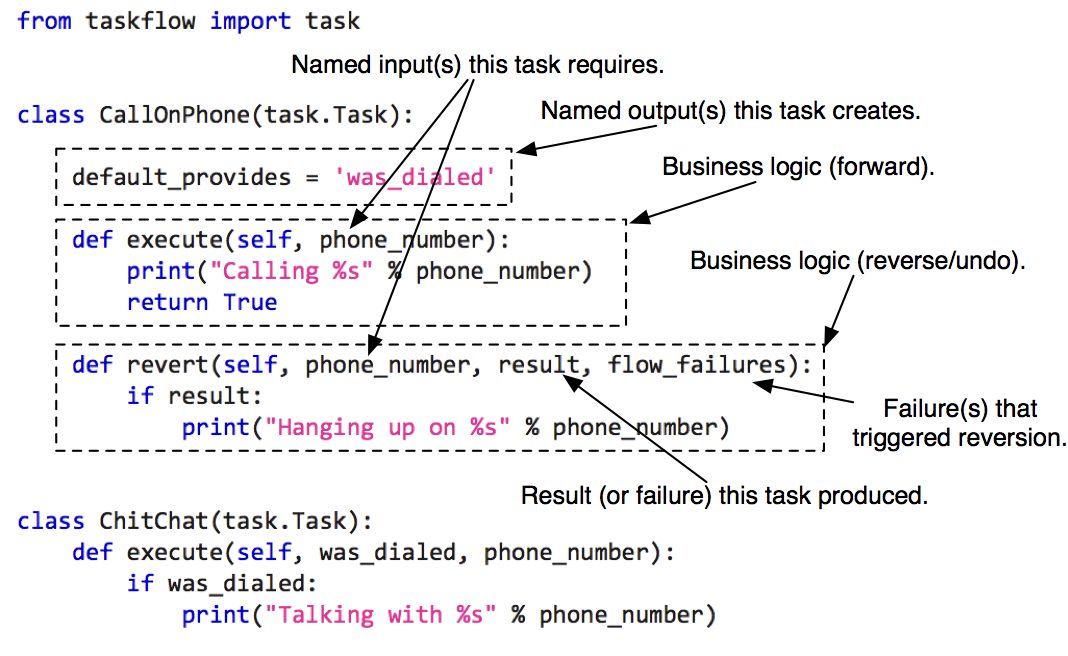 from taskflow import task
Named input(s) this task requires.
class CallOnPhone(task.Task):
Named output(s) this task creates.
default_provides = 'was_dialed'
Business logic (forward).
def execute(self, phone_number):
print("Calling %s" % phone_number)
return True
Business logic (reverse/undo).
def revert(self, phone_number, result, flow_failures):
if result:
print("Hanging up on %s" % phone_number)
Failure(s) that
triggered reversion.
Result (or failure) this task produced.
class ChitChat(task.Task):
def execute(self, was_dialed, phone_number):
if was_dialed:
print("Talking with %s" % phone_number)